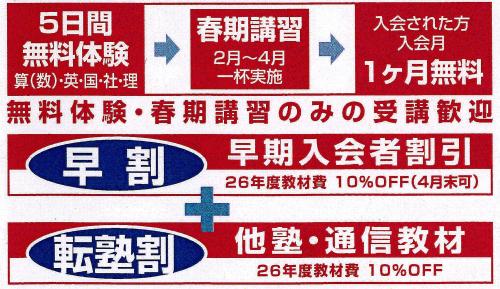 5日間
無料体験
算(数)・英・国・社・理
春期講習
2月〜4月
一杯実施
入会された方
入会月
1ヶ月無料
無料体験・春期講習のみの受講歓迎
早割
早期入会者割引
26年度教材費 10%OFF(4月末可)
転塾割
他塾・通信教材
26年度教材費 10%OFF